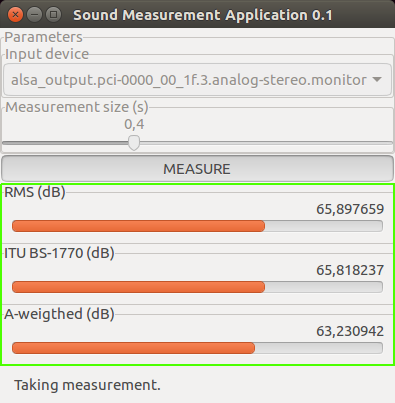 Sound Measurement Application 0.1
Parameters
Input device
alsa_output.pci-0000_00_1f.3.analog-stereo.monitor
Measurement size (s)
0,4
MEASURE
RMS (dB)
65,897659
ITU BS-1770 (dB)
65,818237
A-weigthed (dB)
63,230942
Taking measurement.